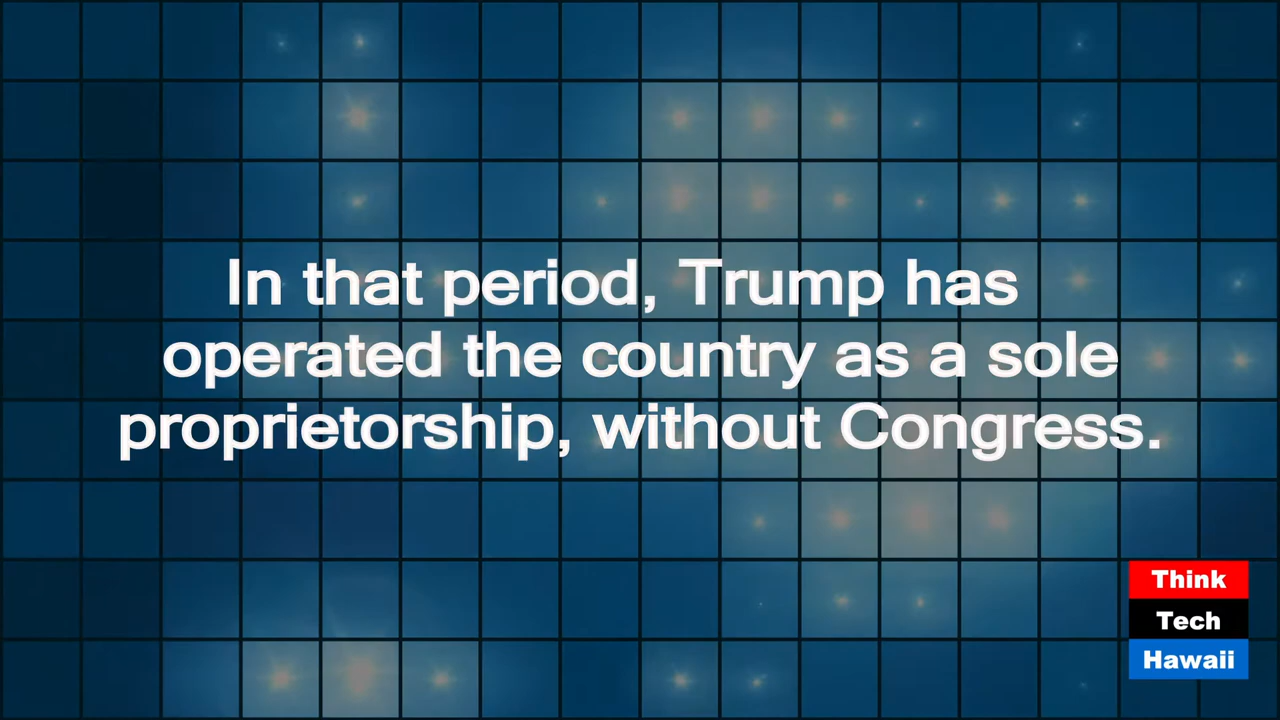 In that period, Trump has
operated the country as a sole
proprietorship, without Congress.
Think
Tech
Hawaii